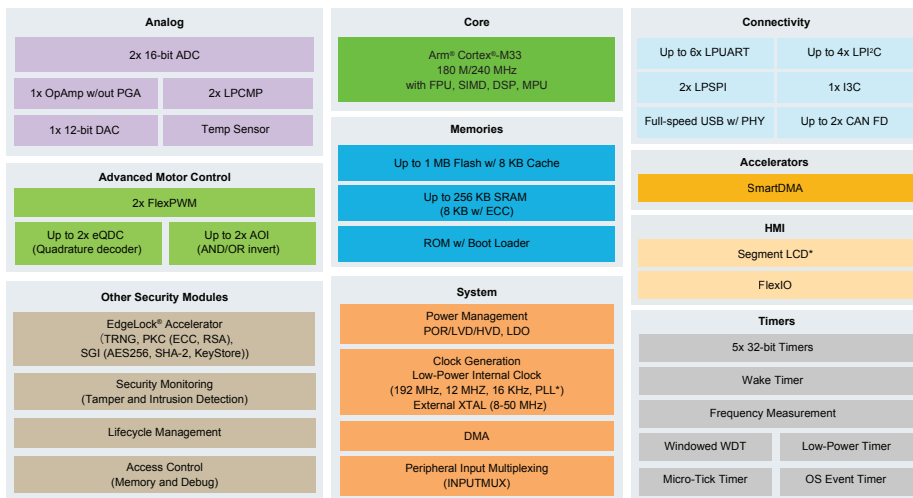 Analog
2x 16-bit ADC
1x OpAmp w/out PGA
2x LPCMP
1x 12-bit DAC
Temp Sensor
Advanced Motor Control
2x FlexPWM
Up to 2x eQDC
(Quadrature decoder)
Up to 2x AOI
(AND/OR invert)
Other Security Modules
EdgeLock® Accelerator
(TRNG, PKC (ECC, RSA),
SGI (AES256, SHA-2, KeyStore))
Security Monitoring
(Tamper and Intrusion Detection)
Lifecycle Management
Access Control
(Memory and Debug)
Core
Arm® Cortex®-M33
180 M/240 MHz
with FPU, SIMD, DSP, MPU
Memories
Up to 1 MB Flash w/ 8 KB Cache
Up to 256 KB SRAM
(8 KB w/ ECC)
ROM w/ Boot Loader
System
Power Management
POR/LVD/HVD, LDO
Clock Generation
Low-Power Internal Clock
(192 MHz, 12 MHZ, 16 KHz, PLL*)
External XTAL (8-50 MHz)
DMA
Peripheral Input Multiplexing
(INPUTMUX)
Connectivity
Up to 6x LPUART
Up to 4x LPI²C
2x LPSPI
1x I3C
Full-speed USB w/ PHY
Up to 2x CAN FD
Accelerators
SmartDMA
HMI
Segment LCD*
FlexIO
Timers
5x 32-bit Timers
Wake Timer
Frequency Measurement
Windowed WDT
Low-Power Timer
Micro-Tick Timer
OS Event Timer